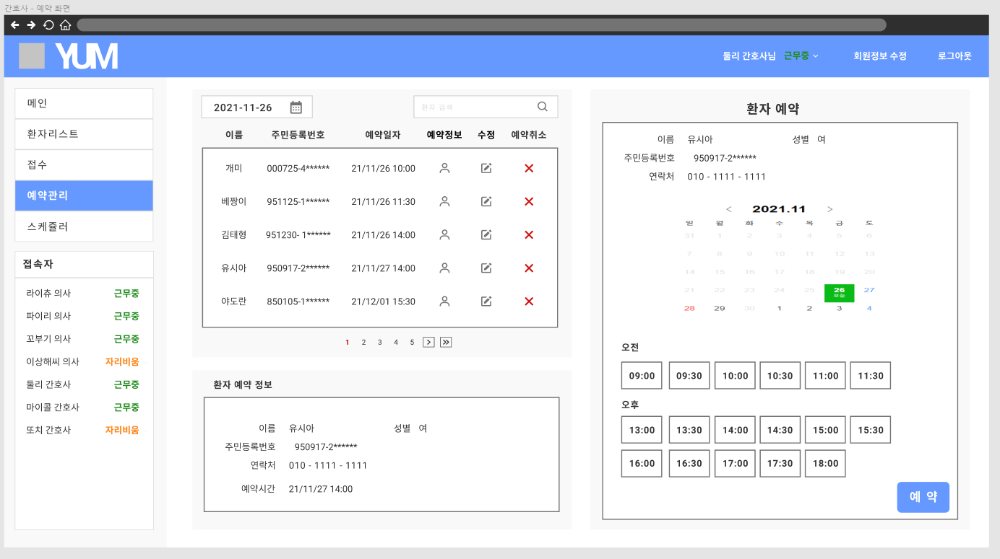 간호사 - 예약 화면
YUM
둘리 간호사님 근무중 회원정보 수정 로그아웃
메인
환자리스트
접수
예약관리
스케쥴러
접속자
라이츄 의사 근무중
파이리 의사 근무중
꼬부기 의사 근무중
이상해씨 의사 자리비움
둘리 간호사 근무중
마이콜 간호사 근무중
또치 간호사 자리비움
2021-11-26 환자 검색
이름 주민등록번호 예약일자 예약정보 수정 예약취소
개미 000725-4****** 21/11/26 10:00
베짱이 951125-1****** 21/11/26 11:30
김태형 951230- 1****** 21/11/26 14:00
유시아 950917-2****** 21/11/27 14:00
야도란 850105-1****** 21/12/01 15:30
1 2 3 4 5 > >>
환자 예약 정보
이름 유시아 성별 여
주민등록번호 950917-2******
연락처 010 - 1111 - 1111
예약시간 21/11/27 14:00
환자 예약
이름 유시아 성별 여
주민등록번호 950917-2******
연락처 010 - 1111 - 1111
< 2021.11 >
일 월 화 수 목 금 토
31 1 2 3 4 5 6
7 8 9 10 11 12 13
14 15 16 17 18 19 20
21 22 23 24 25 26 27
오늘
28 29 30 1 2 3 4
오전
09:00 09:30 10:00 10:30 11:00 11:30
오후
13:00 13:30 14:00 14:30 15:00 15:30
16:00 16:30 17:00 17:30 18:00
예 약